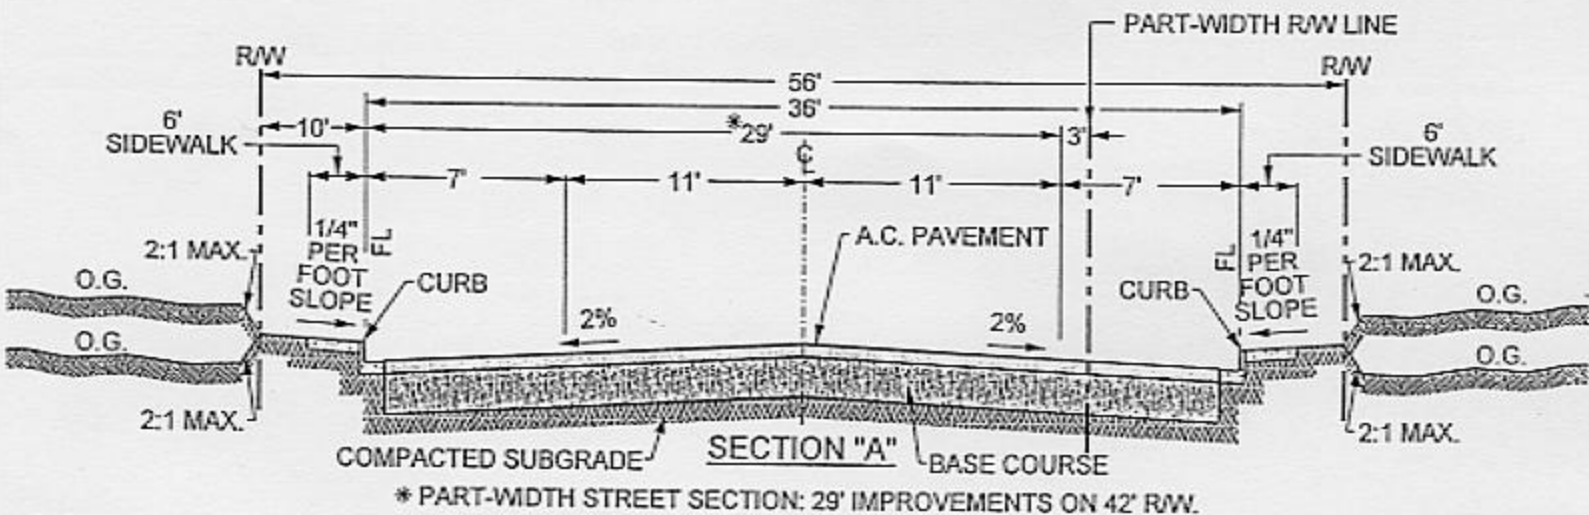 PART-WIDTH R/W LINE
R/W
R/W
56'
36'
6'
SIDEWALK
10'
*29'
3'
6'
SIDEWALK
℄
7'
11'
11'
7'
2:1 MAX.
1/4"
PER
FOOT
SLOPE
FL
A.C. PAVEMENT
FL
1/4"
PER
FOOT
SLOPE
2:1 MAX.
O.G.
CURB
CURB
O.G.
2%
2%
O.G.
O.G.
2:1 MAX.
2:1 MAX.
COMPACTED SUBGRADE
SECTION "A"
BASE COURSE
* PART-WIDTH STREET SECTION: 29' IMPROVEMENTS ON 42' R/W.